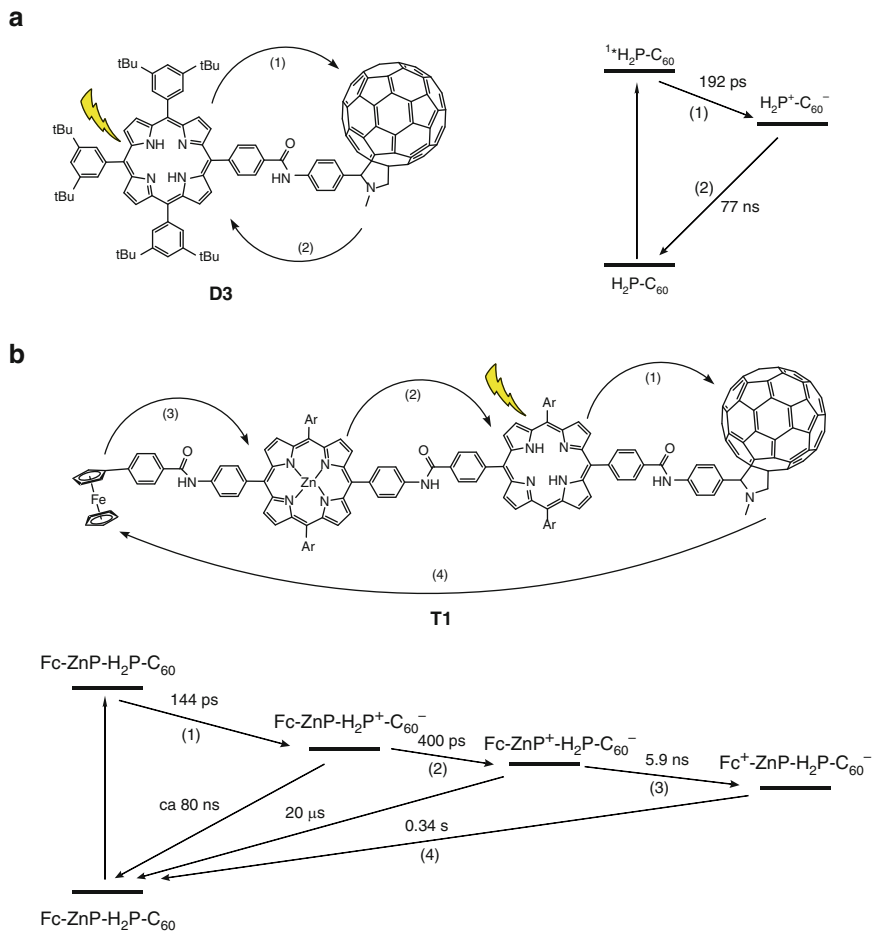 a
tBu
tBu
(1)
tBu
NH
N
O
N
HN
NH
N
tBu
tBu
(2)
tBu
D3
¹*H₂P-C₆₀
192 ps
H₂P⁺-C₆₀⁻
(1)
(2)
77 ns
H₂P-C₆₀
b
(1)
(2)
(3)
Ar
Ar
O
N
N
O
NH
N
O
HN
Zn
NH
HN
Fe
N
N
N
HN
N
Ar
Ar
(4)
T1
Fc-ZnP-H₂P-C₆₀
144 ps
(1)
Fc-ZnP-H₂P⁺-C₆₀⁻
400 ps
(2)
Fc-ZnP⁺-H₂P-C₆₀⁻
5.9 ns
(3)
Fc⁺-ZnP-H₂P-C₆₀⁻
ca 80 ns
20 μs
0.34 s
(4)
Fc-ZnP-H₂P-C₆₀